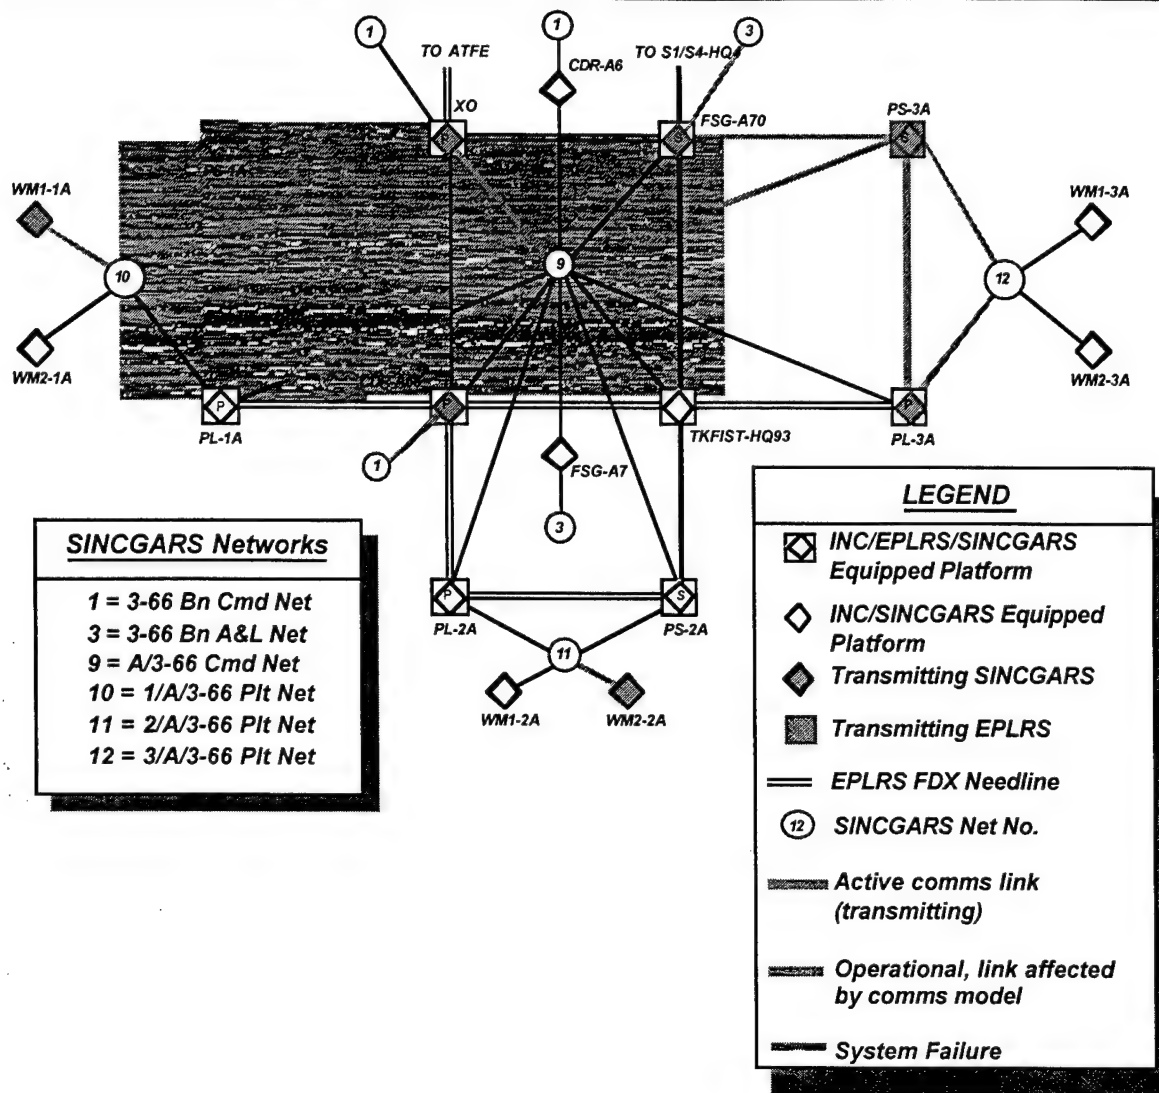 1
1
3
TO ATFE
TO S1/S4-HQ4
CDR-A6
XO
FSG-A70
PS-3A
P
WM1-1A
WM1-3A
10
9
12
WM2-1A
WM2-3A
P
P
P
PL-1A
TKFIST-HQ93
PL-3A
1
FSG-A7
3
P
S
PL-2A
PS-2A
11
WM1-2A
WM2-2A
SINCGARS Networks
1 = 3-66 Bn Cmd Net
3 = 3-66 Bn A&L Net
9 = A/3-66 Cmd Net
10 = 1/A/3-66 Plt Net
11 = 2/A/3-66 Plt Net
12 = 3/A/3-66 Plt Net
LEGEND
INC/EPLRS/SINCGARS
Equipped Platform
INC/SINCGARS Equipped
Platform
Transmitting SINCGARS
Transmitting EPLRS
EPLRS FDX Needline
12
SINCGARS Net No.
Active comms link
(transmitting)
Operational, link affected
by comms model
System Failure